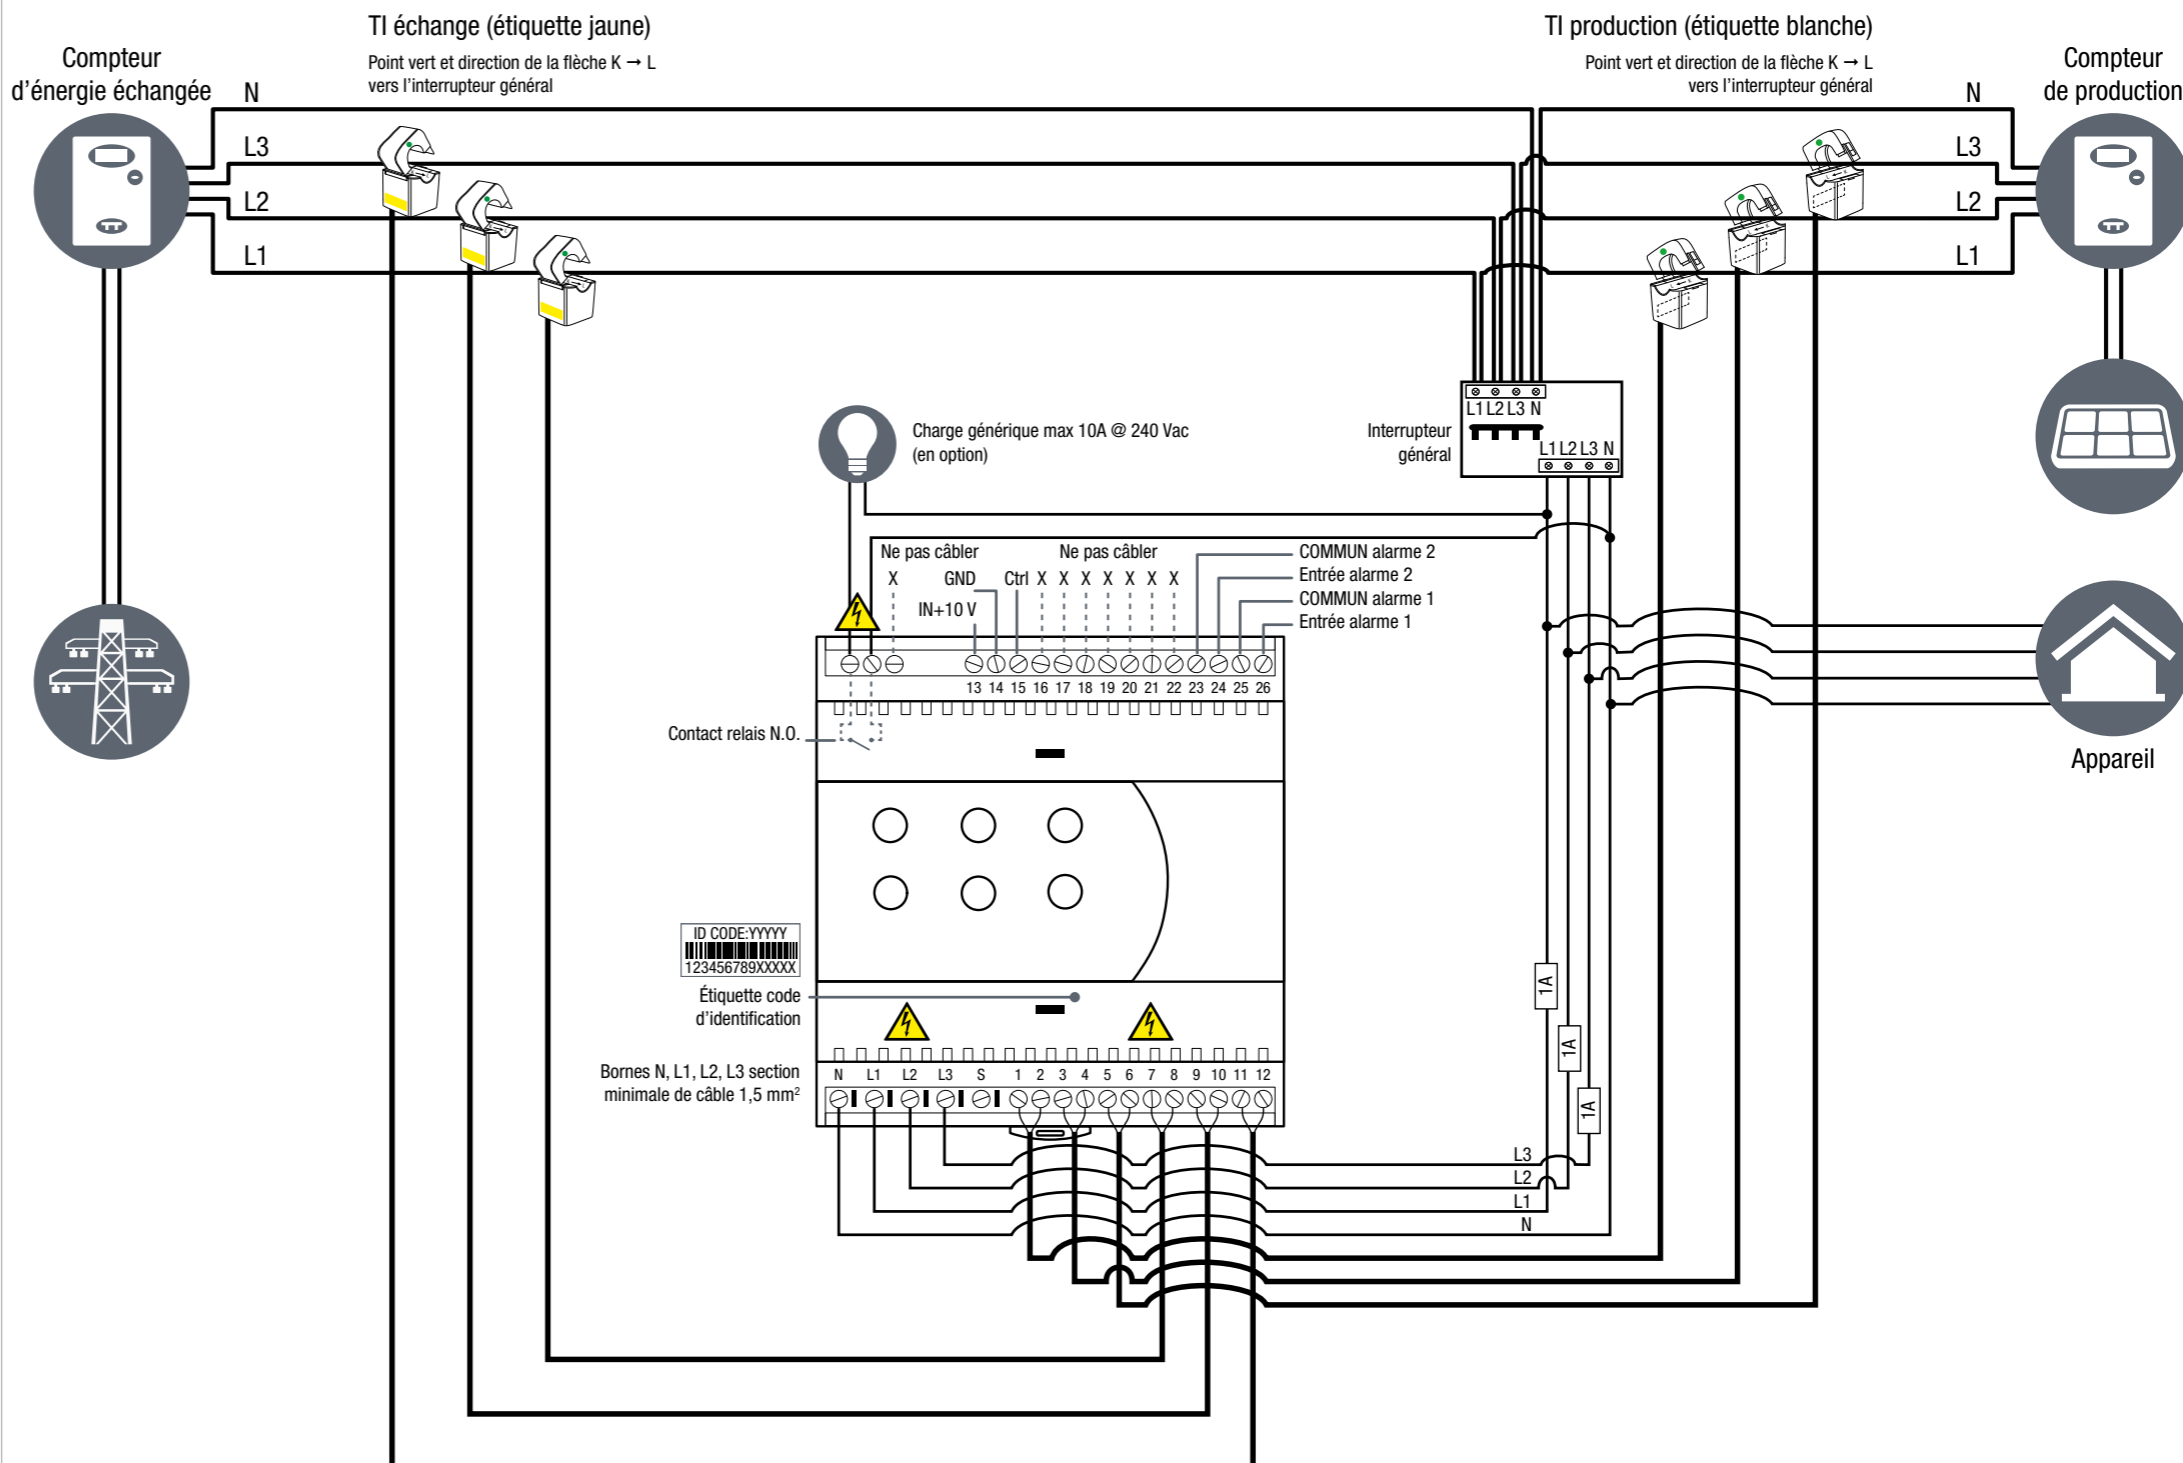 TI échange (étiquette jaune)
Point vert et direction de la flèche K → L
vers l'interrupteur général
TI production (étiquette blanche)
Point vert et direction de la flèche K → L
vers l'interrupteur général
Compteur
d'énergie échangée
Compteur
de production
N
L3
L2
L1
N
L3
L2
L1
L1 L2 L3 N
Interrupteur
général
L1 L2 L3 N
Charge générique max 10A @ 240 Vac
(en option)
Ne pas câbler
X
GND
IN+10 V
Ctrl
Ne pas câbler
X X X X X X X
COMMUN alarme 2
Entrée alarme 2
COMMUN alarme 1
Entrée alarme 1
13 14 15 16 17 18 19 20 21 22 23 24 25 26
Contact relais N.O.
Appareil
ID CODE:YYYYY
123456789XXXXX
Étiquette code
d'identification
1A
1A
1A
Bornes N, L1, L2, L3 section
minimale de câble 1,5 mm²
N L1 L2 L3 S 1 2 3 4 5 6 7 8 9 10 11 12
L3
L2
L1
N